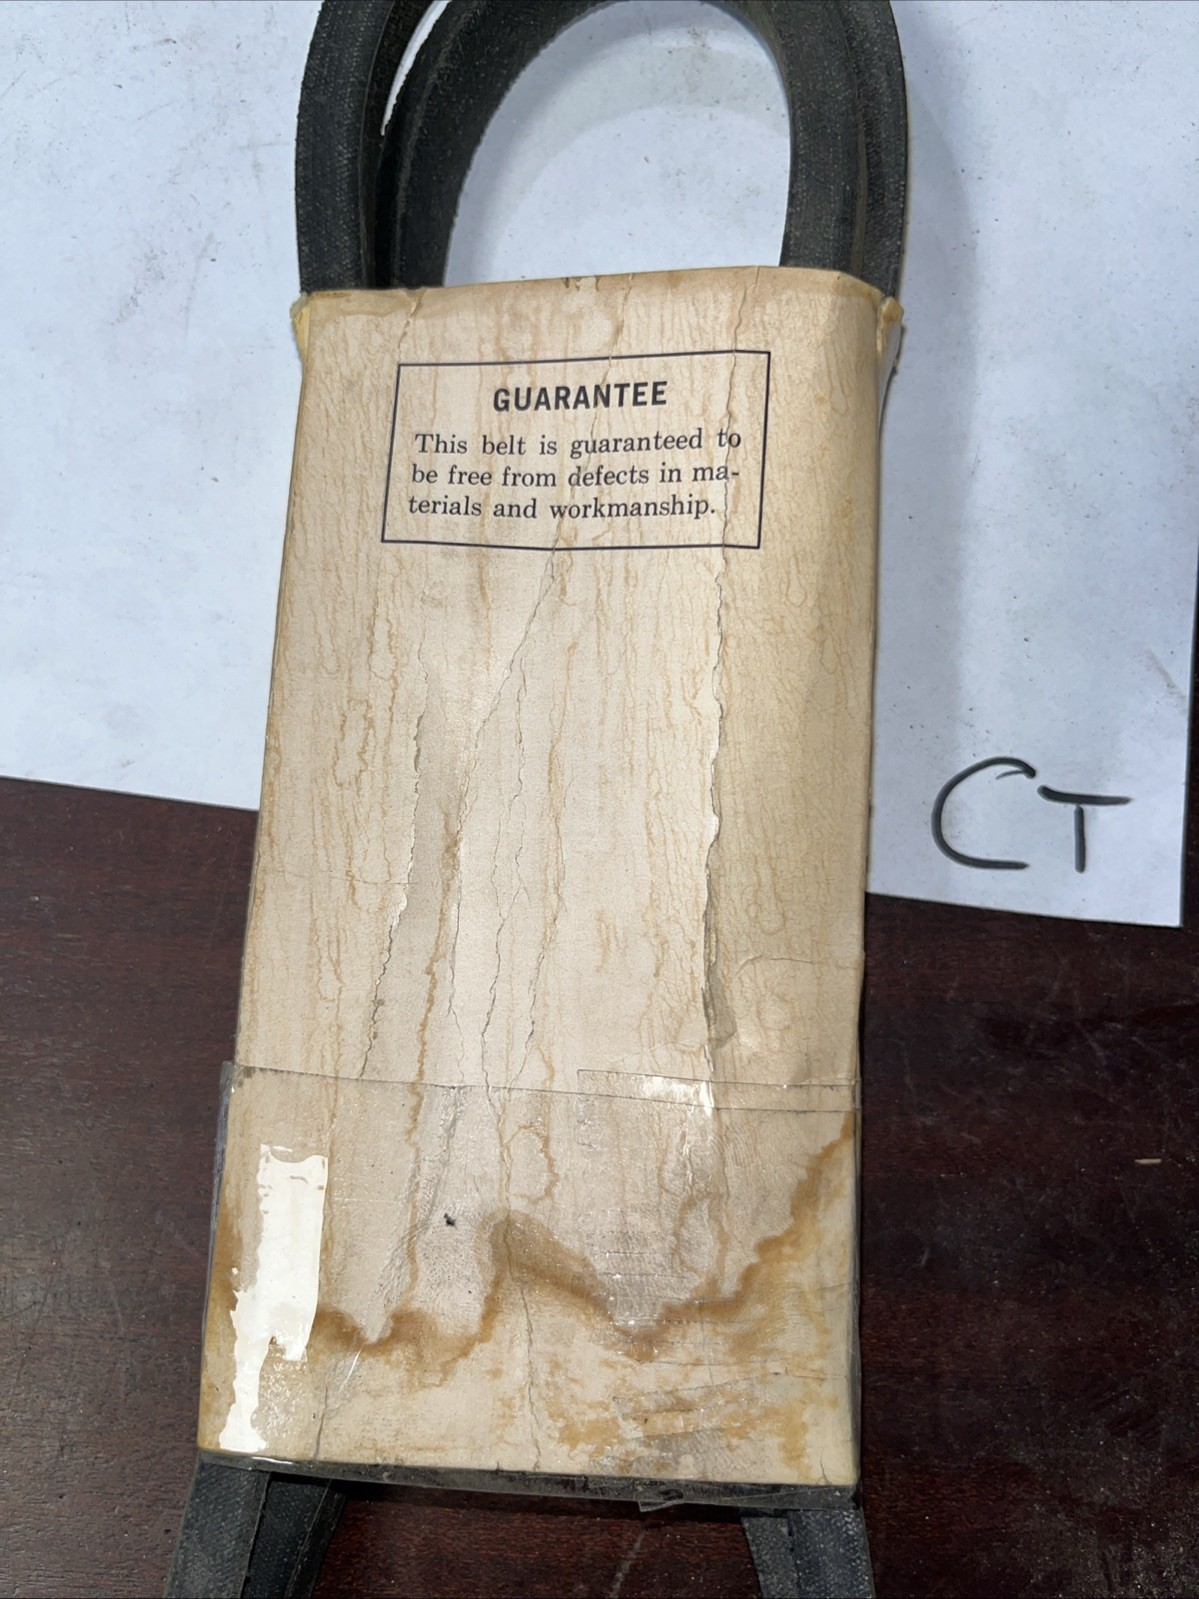 GUARANTEE
This belt is guaranteed to
be free from defects in ma-
terials and workmanship.
CT